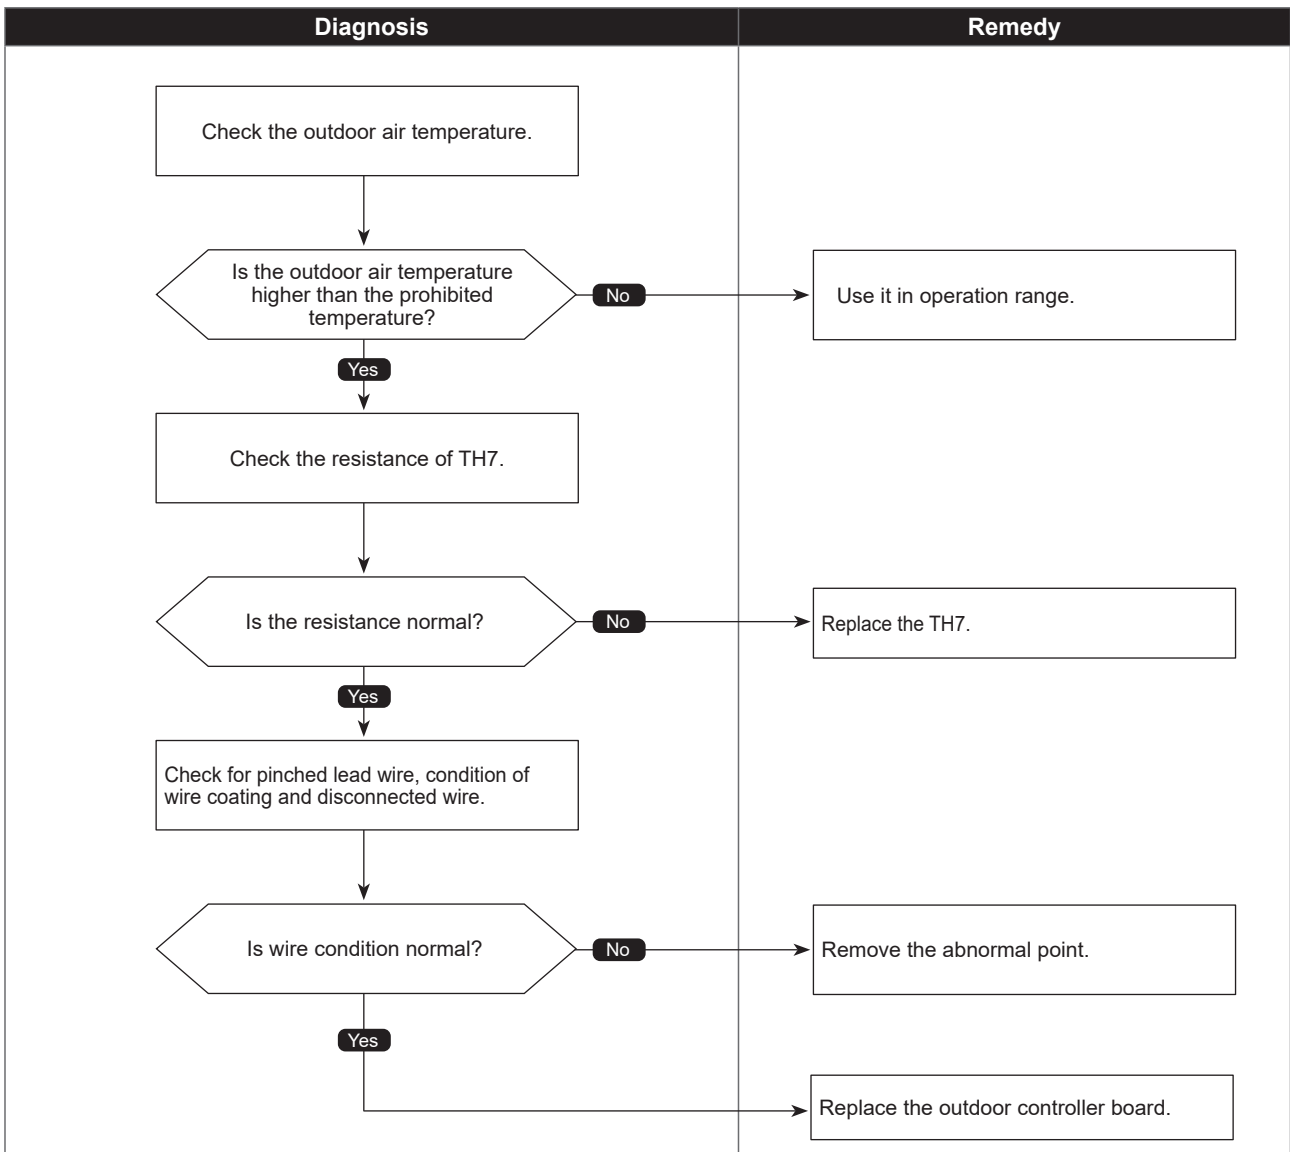 Diagnosis
Remedy
Check the outdoor air temperature.
Is the outdoor air temperature
higher than the prohibited
temperature?
No
Use it in operation range.
Yes
Check the resistance of TH7.
Is the resistance normal?
No
Replace the TH7.
Yes
Check for pinched lead wire, condition of
wire coating and disconnected wire.
Is wire condition normal?
No
Remove the abnormal point.
Yes
Replace the outdoor controller board.